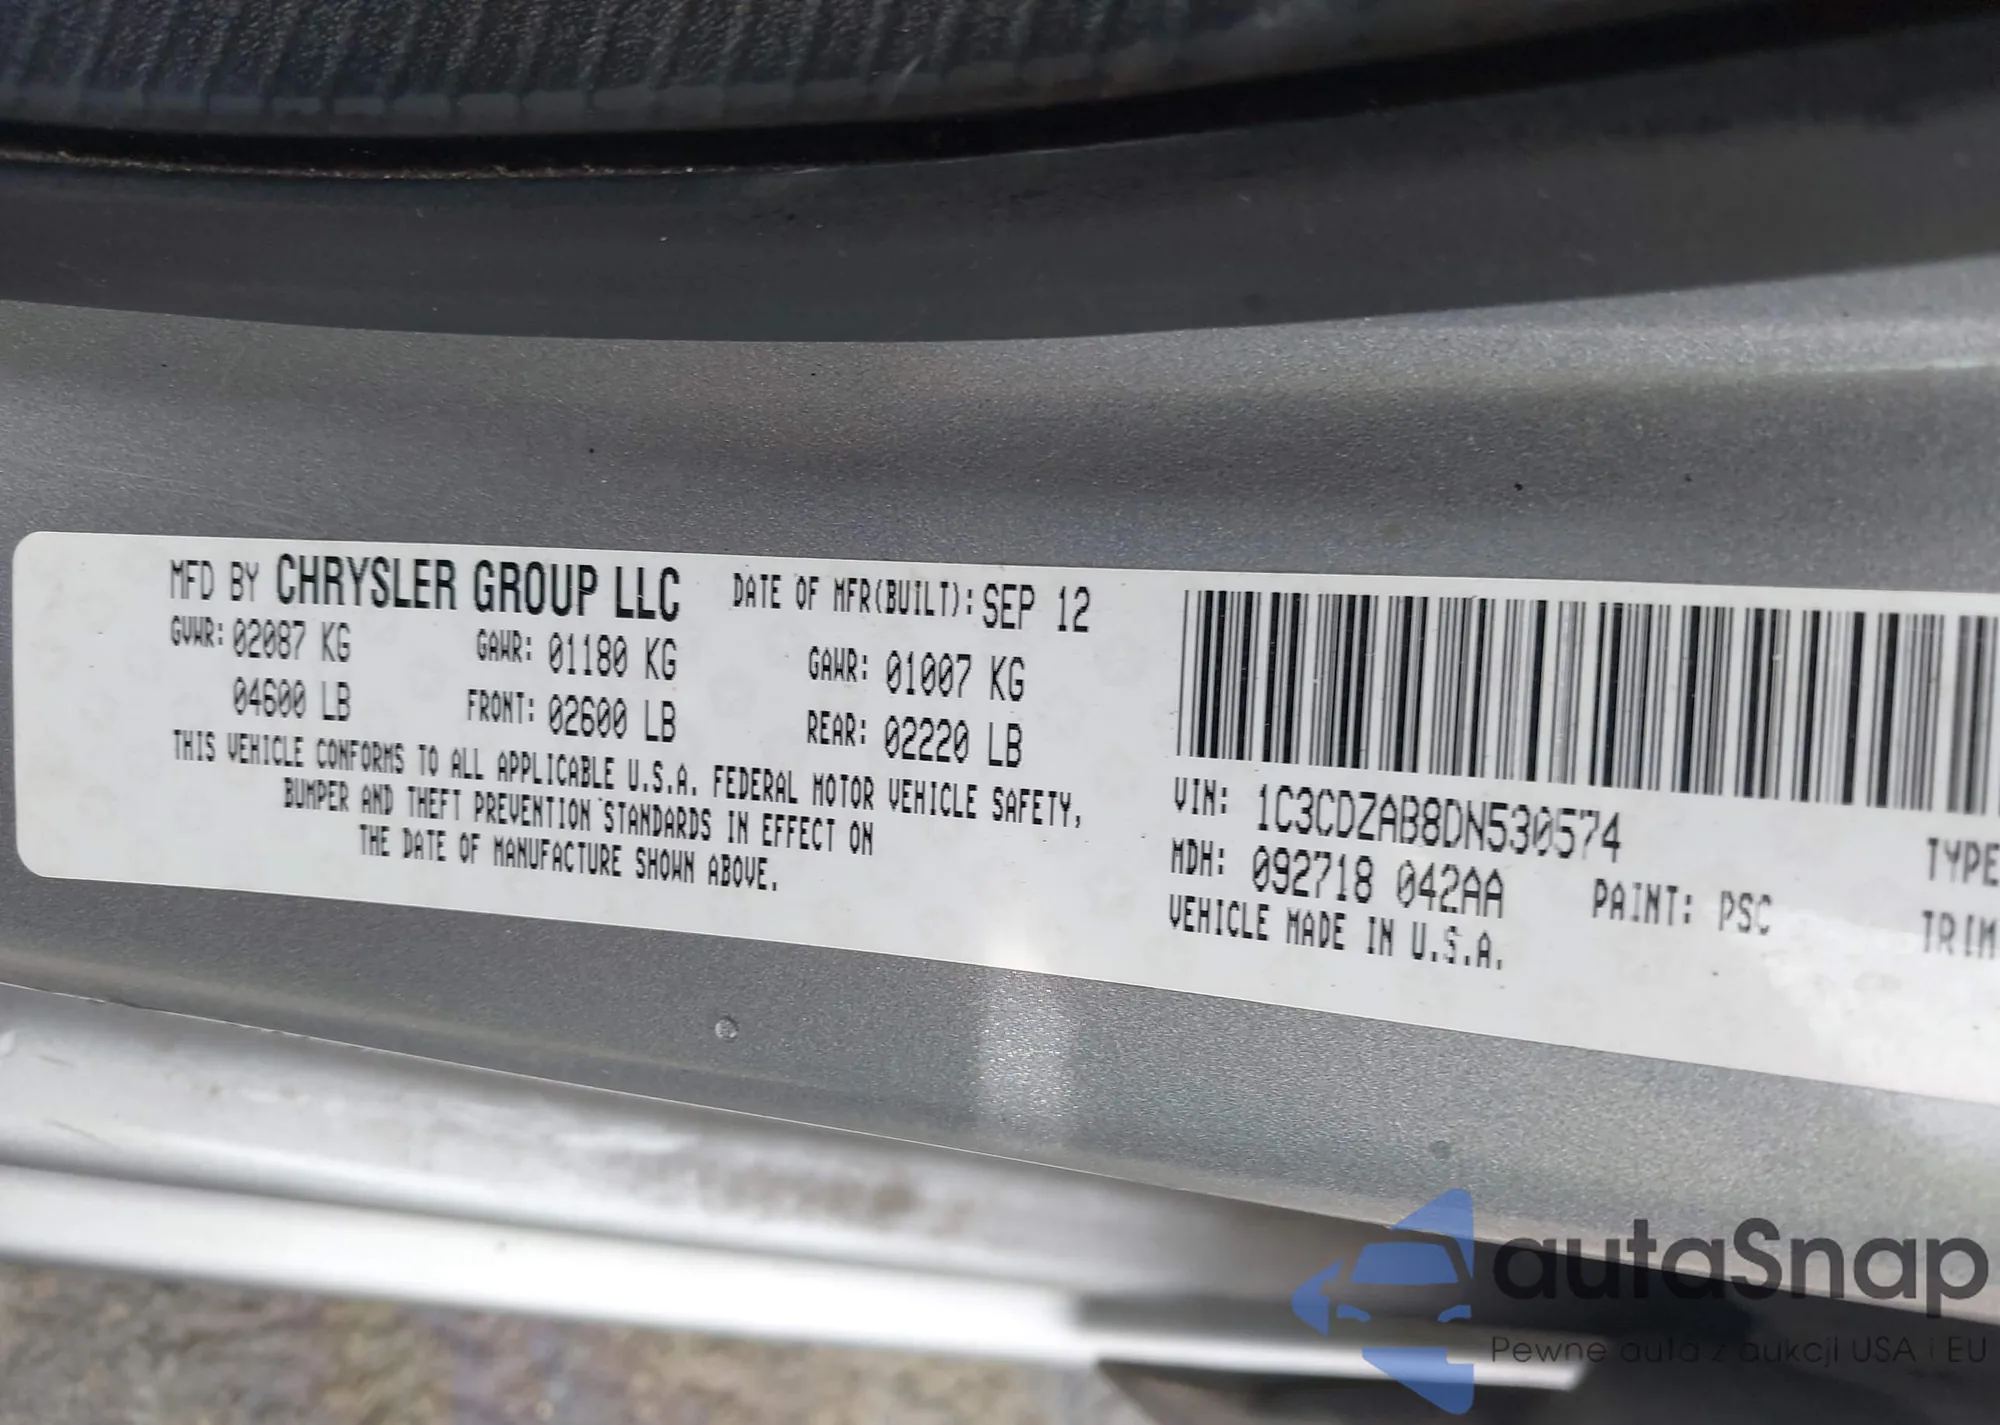 MFD BY CHRYSLER GROUP LLC DATE OF MFR(BUILT): SEP 12
GVWR: 02087 KG GAWR: 01180 KG GAWR: 01007 KG
04600 LB FRONT: 02600 LB REAR: 02220 LB
THIS VEHICLE CONFORMS TO ALL APPLICABLE U.S.A. FEDERAL MOTOR VEHICLE SAFETY,
BUMPER AND THEFT PREVENTION STANDARDS IN EFFECT ON
THE DATE OF MANUFACTURE SHOWN ABOVE.
VIN: 1C3CDZAB8DN530574 TYPE
MDH: 092718 042AA PAINT: PSC TRIM
VEHICLE MADE IN U.S.A.
autaSnap
Pewne auta z aukcji USA i EU